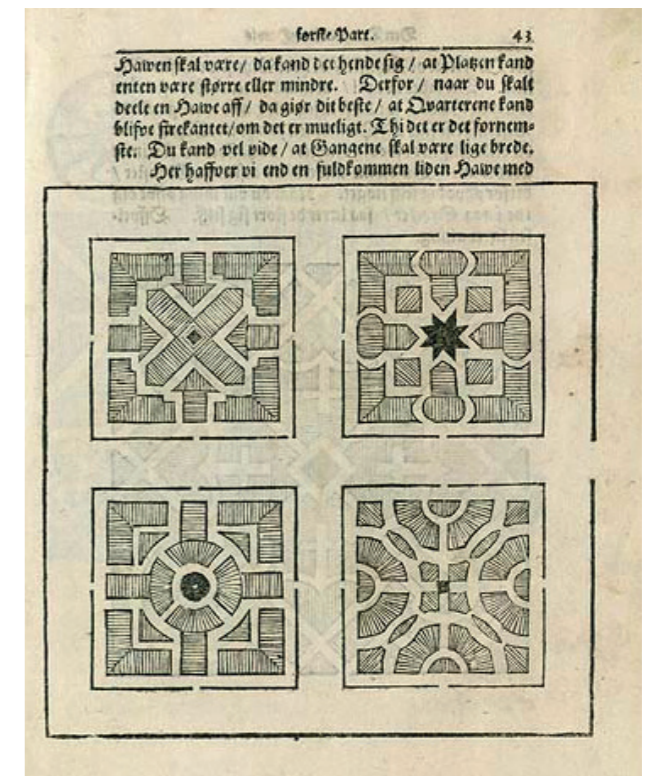 første Part. 43
Hawen skal være / da kand det hende sig / at Platzen kand
enten være større eller mindre. Derfor / naar du skalt
deele en Hawe aff / da giør dit beste / at Qvarterene kand
blifve firekantet / om det er mueligt. Thi det er det fornem-
ste. Du kand vel vide / at Gangene skal være lige brede.
Her haffver vi end en fuldkommen liden Hawe med